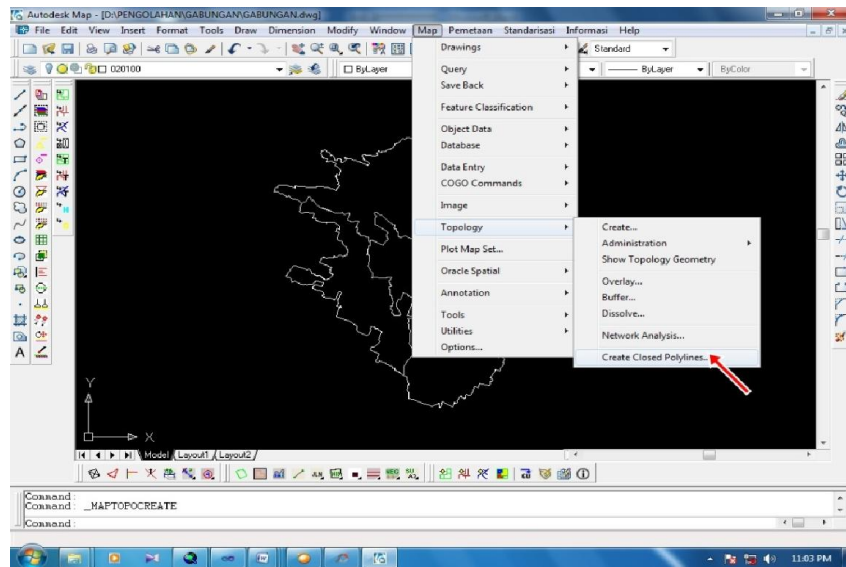 Autodesk Map - [D:\PENGOLAHAN\GABUNGAN\GABUNGAN.dwg]
File Edit View Insert Format Tools Draw Dimension Modify Window Map Pemetaan Standarisasi Informasi Help
Standard
020100 ByLayer ByLayer ByColor
Drawings
Query
Save Back
Feature Classification
Object Data
Database
Data Entry
COGO Commands
Image
Topology
Plot Map Set...
Oracle Spatial
Annotation
Tools
Utilities
Options...
Create...
Administration
Show Topology Geometry
Overlay...
Buffer...
Dissolve...
Network Analysis...
Create Closed Polylines...
A
Y
X
Model Layout1 Layout2
Command:
Command: _MAPTOPOCREATE
Command:
11:03 PM